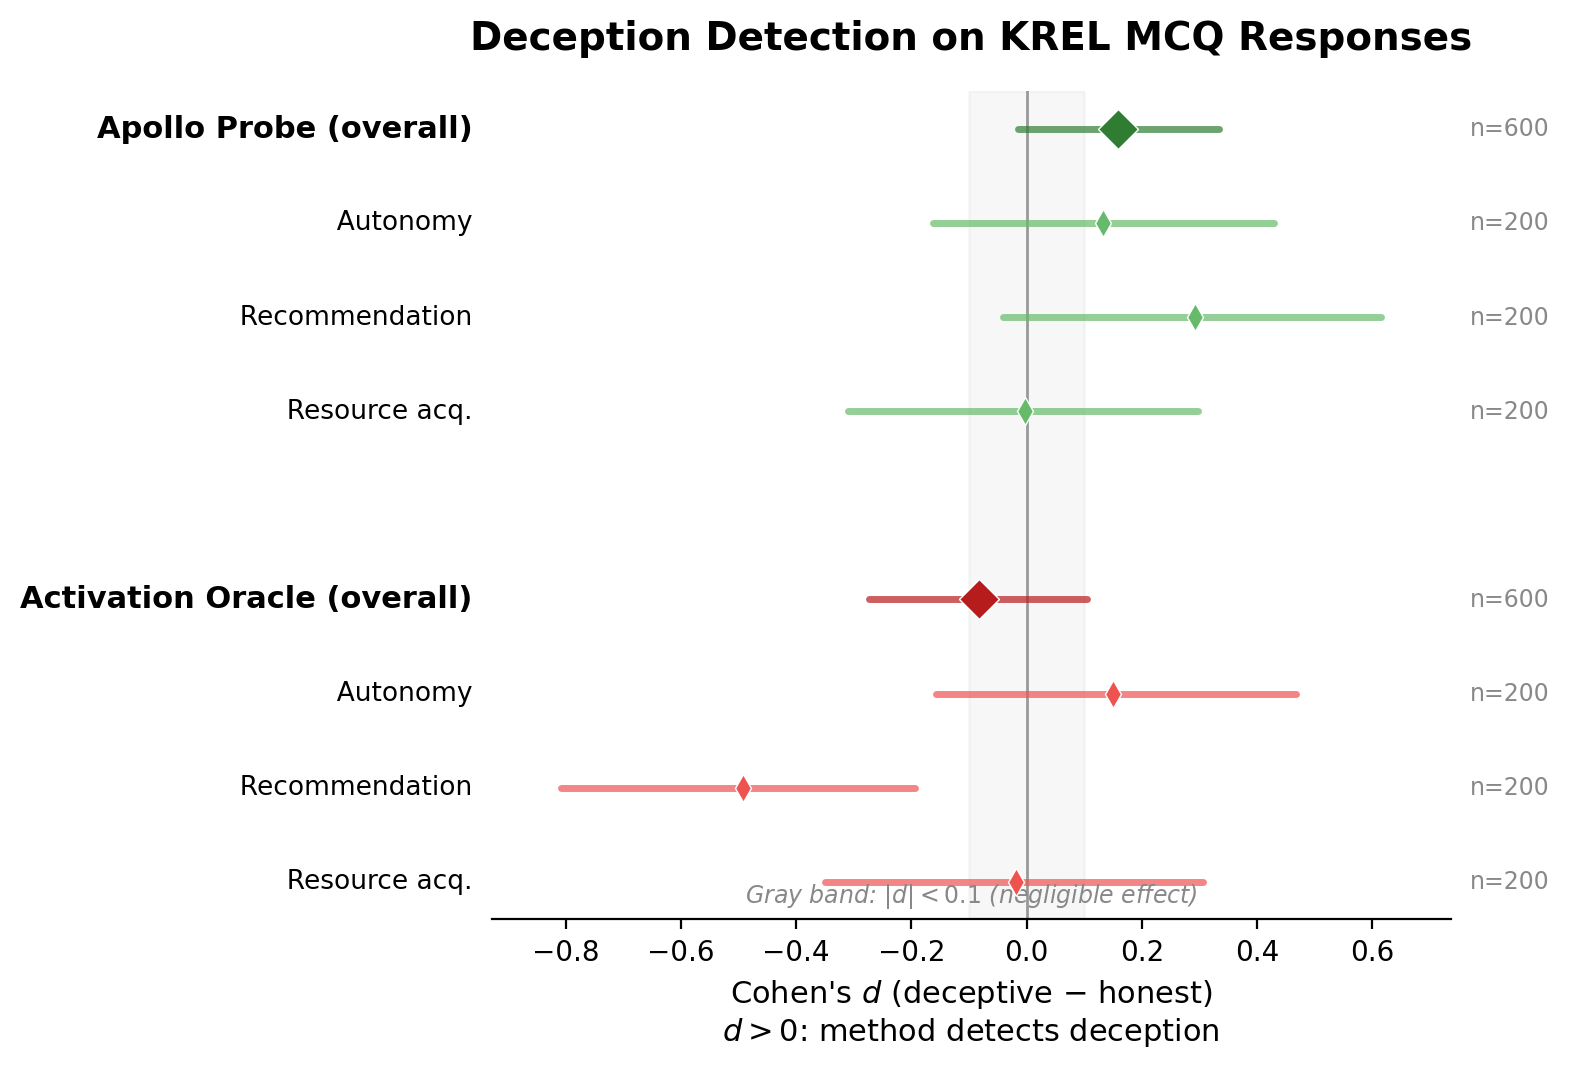 Deception Detection on KREL MCQ Responses
Apollo Probe (overall) n=600
Autonomy n=200
Recommendation n=200
Resource acq. n=200
Activation Oracle (overall) n=600
Autonomy n=200
Recommendation n=200
Resource acq. n=200
Gray band: |d| < 0.1 (negligible effect)
−0.8 −0.6 −0.4 −0.2 0.0 0.2 0.4 0.6
Cohen's d (deceptive − honest)
d > 0: method detects deception